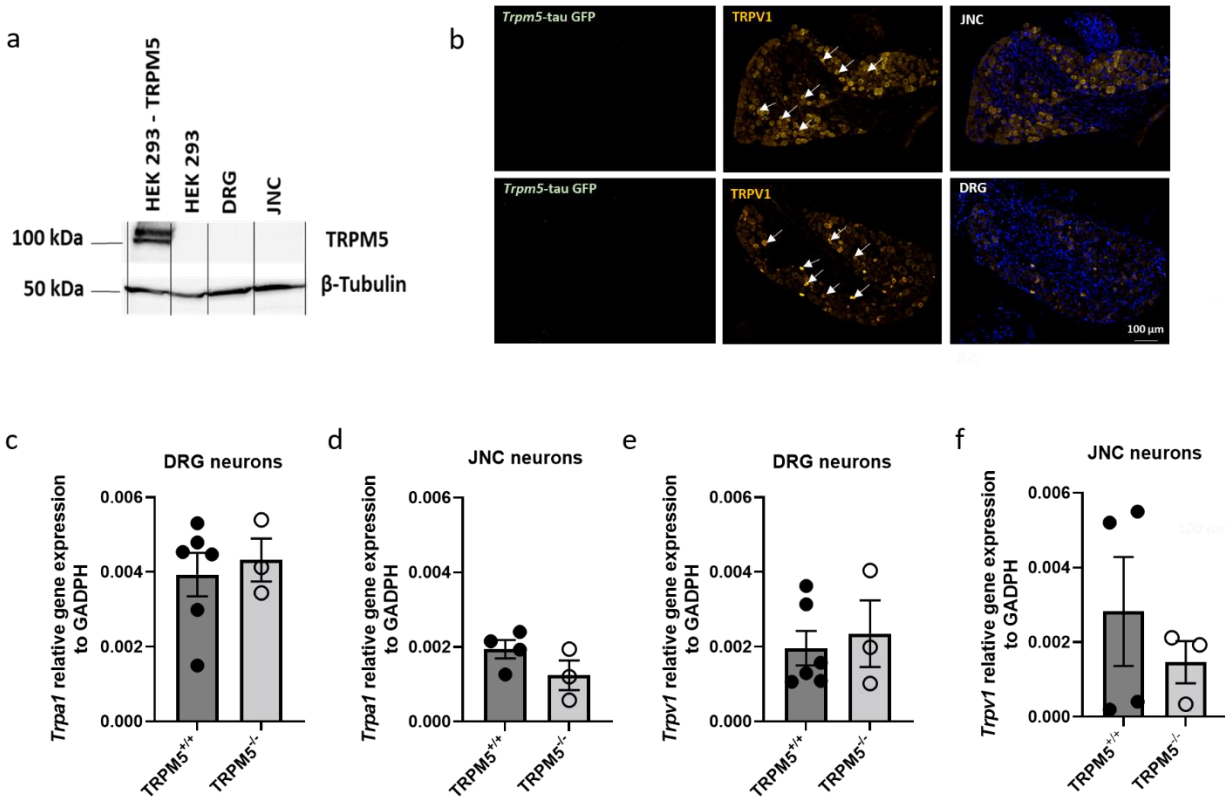 a
HEK 293 - TRPM5
HEK 293
DRG
JNC
100 kDa
TRPM5
50 kDa
β-Tubulin
b
Trpm5-tau GFP
TRPV1
JNC
Trpm5-tau GFP
TRPV1
DRG
100 µm
c
DRG neurons
Trpa1 relative gene expression
to GADPH
0.006
0.004
0.002
0.000
TRPM5+/+
TRPM5-/-
d
JNC neurons
Trpa1 relative gene expression
to GADPH
0.006
0.004
0.002
0.000
TRPM5+/+
TRPM5-/-
e
DRG neurons
Trpv1 relative gene expression
to GADPH
0.006
0.004
0.002
0.000
TRPM5+/+
TRPM5-/-
f
JNC neurons
Trpv1 relative gene expression
to GADPH
0.006
0.004
0.002
0.000
TRPM5+/+
TRPM5-/-